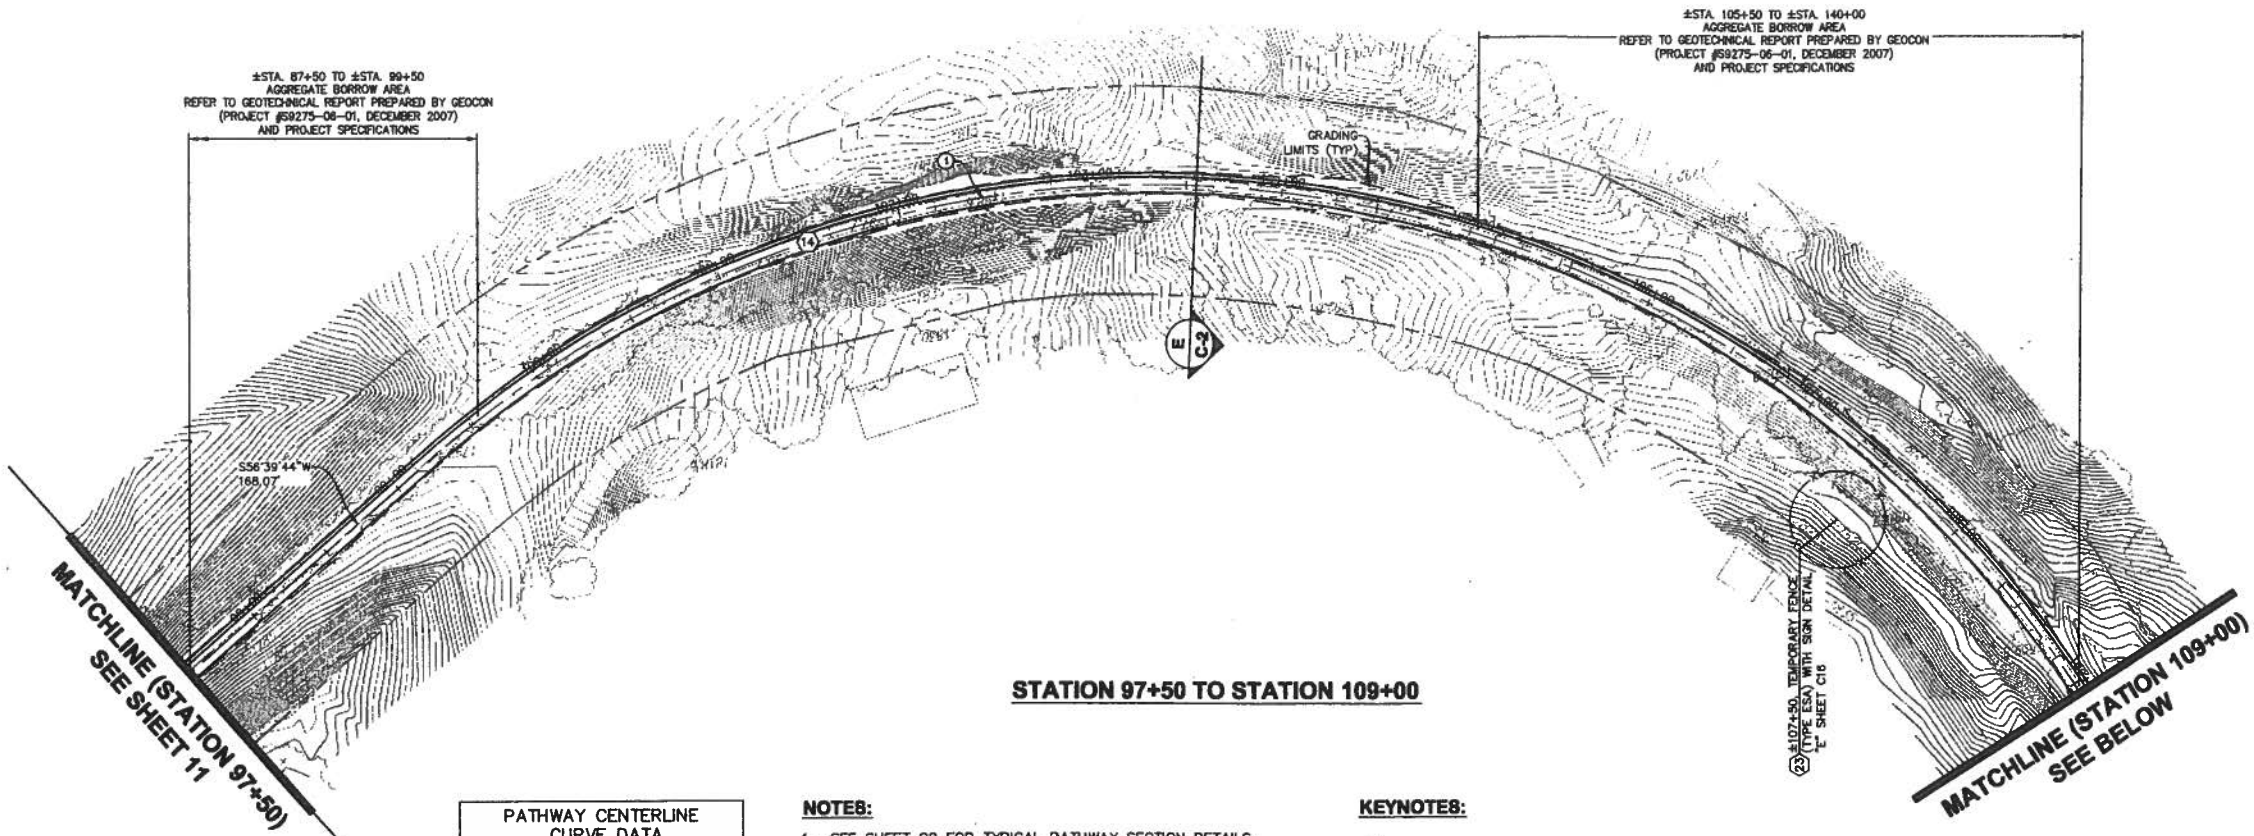 ±STA. 87+50 TO ±STA. 99+50
AGGREGATE BORROW AREA
REFER TO GEOTECHNICAL REPORT PREPARED BY GEOCON
(PROJECT #S9275-06-01, DECEMBER 2007)
AND PROJECT SPECIFICATIONS
±STA. 105+50 TO ±STA. 140+00
AGGREGATE BORROW AREA
REFER TO GEOTECHNICAL REPORT PREPARED BY GEOCON
(PROJECT #S9275-06-01, DECEMBER 2007)
AND PROJECT SPECIFICATIONS
GRADING
LIMITS (TYP)
1
14
E
C-2
S56°39'44"W
168.07'
MATCHLINE (STATION 97+50)
SEE SHEET 11
STATION 97+50 TO STATION 109+00
23 ±107+50, TEMPORARY FENCE
(TYPE ESA) WITH SIGN DETAIL
"E" SHEET C16
MATCHLINE (STATION 109+00)
SEE BELOW
PATHWAY CENTERLINE
CURVE DATA
NOTES:
KEYNOTES: